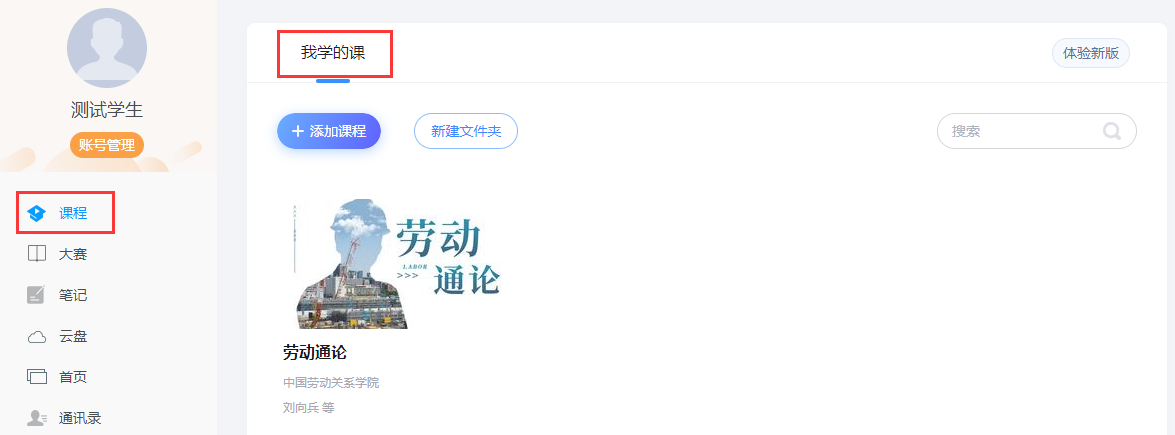 测试学生
账号管理
课程
大赛
笔记
云盘
首页
通讯录
我学的课
体验新版
+ 添加课程
新建文件夹
搜索
劳动
LABOR
>>>
通论
劳动通论
中国劳动关系学院
刘向兵 等